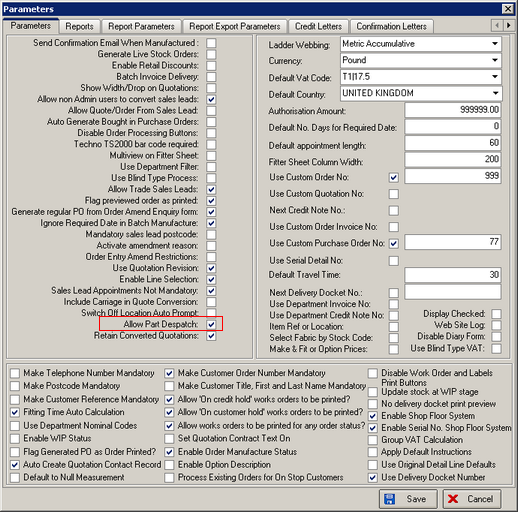 Parameters
Parameters Reports Report Parameters Report Export Parameters Credit Letters Confirmation Letters
Send Confirmation Email When Manufactured :
Generate Live Stock Orders:
Enable Retail Discounts:
Batch Invoice Delivery:
Show Width/Drop on Quotations:
Allow non Admin users to convert sales leads:
Allow Quote/Order From Sales Lead:
Auto Generate Bought in Purchase Orders:
Disable Order Processing Buttons:
Techno TS2000 bar code required:
Multiview on Fitter Sheet:
Use Department Filter:
Use Blind Type Process:
Allow Trade Sales Leads:
Flag previewed order as printed:
Generate regular PO from Order Amend Enquiry form:
Ignore Required Date in Batch Manufacture:
Mandatory sales lead postcode:
Activate amendment reason:
Order Entry Amend Restrictions:
Use Quotation Revision:
Enable Line Selection:
Sales Lead Appointments Not Mandatory:
Include Carriage in Quote Conversion:
Switch Off Location Auto Prompt:
Allow Part Despatch:
Retain Converted Quotations:
Ladder Webbing: Metric Accumulative
Currency: Pound
Default Vat Code: T1|17.5
Default Country: UNITED KINGDOM
Authorisation Amount: 999999.00
Default No. Days for Required Date: 0
Default appointment length: 60
Fitter Sheet Column Width: 200
Use Custom Order No: 999
Use Custom Quotation No:
Next Credit Note No.:
Use Custom Order Invoice No:
Use Custom Purchase Order No: 77
Use Serial Detail No:
Default Travel Time: 30
Next Delivery Docket No.:
Use Department Invoice No:
Use Department Credit Note No: Display Checked:
Item Ref or Location: Web Site Log:
Select Fabric by Stock Code: Disable Diary Form:
Make & Fit or Option Prices: Use Blind Type VAT:
Make Telephone Number Mandatory
Make Postcode Mandatory
Make Customer Reference Mandatory
Fitting Time Auto Calculation
Use Department Nominal Codes
Enable WIP Status
Flag Generated PO as Order Printed?
Auto Create Quotation Contact Record
Default to Null Measurement
Make Customer Order Number Mandatory
Make Customer Title, First and Last Name Mandatory
Allow 'On credit hold' works orders to be printed?
Allow 'On customer hold' works orders to be printed?
Allow works orders to be printed for any order status?
Set Quotation Contract Text On
Enable Order Manufacture Status
Enable Option Description
Process Existing Orders for On Stop Customers
Disable Work Order and Labels
Print Buttons
Update stock at WIP stage
No delivery docket print preview
Enable Shop Floor System
Enable Serial No. Shop Floor System
Group VAT Calculation
Apply Default Instructions
Use Original Detail Line Defaults
Use Delivery Docket Number
Save Cancel